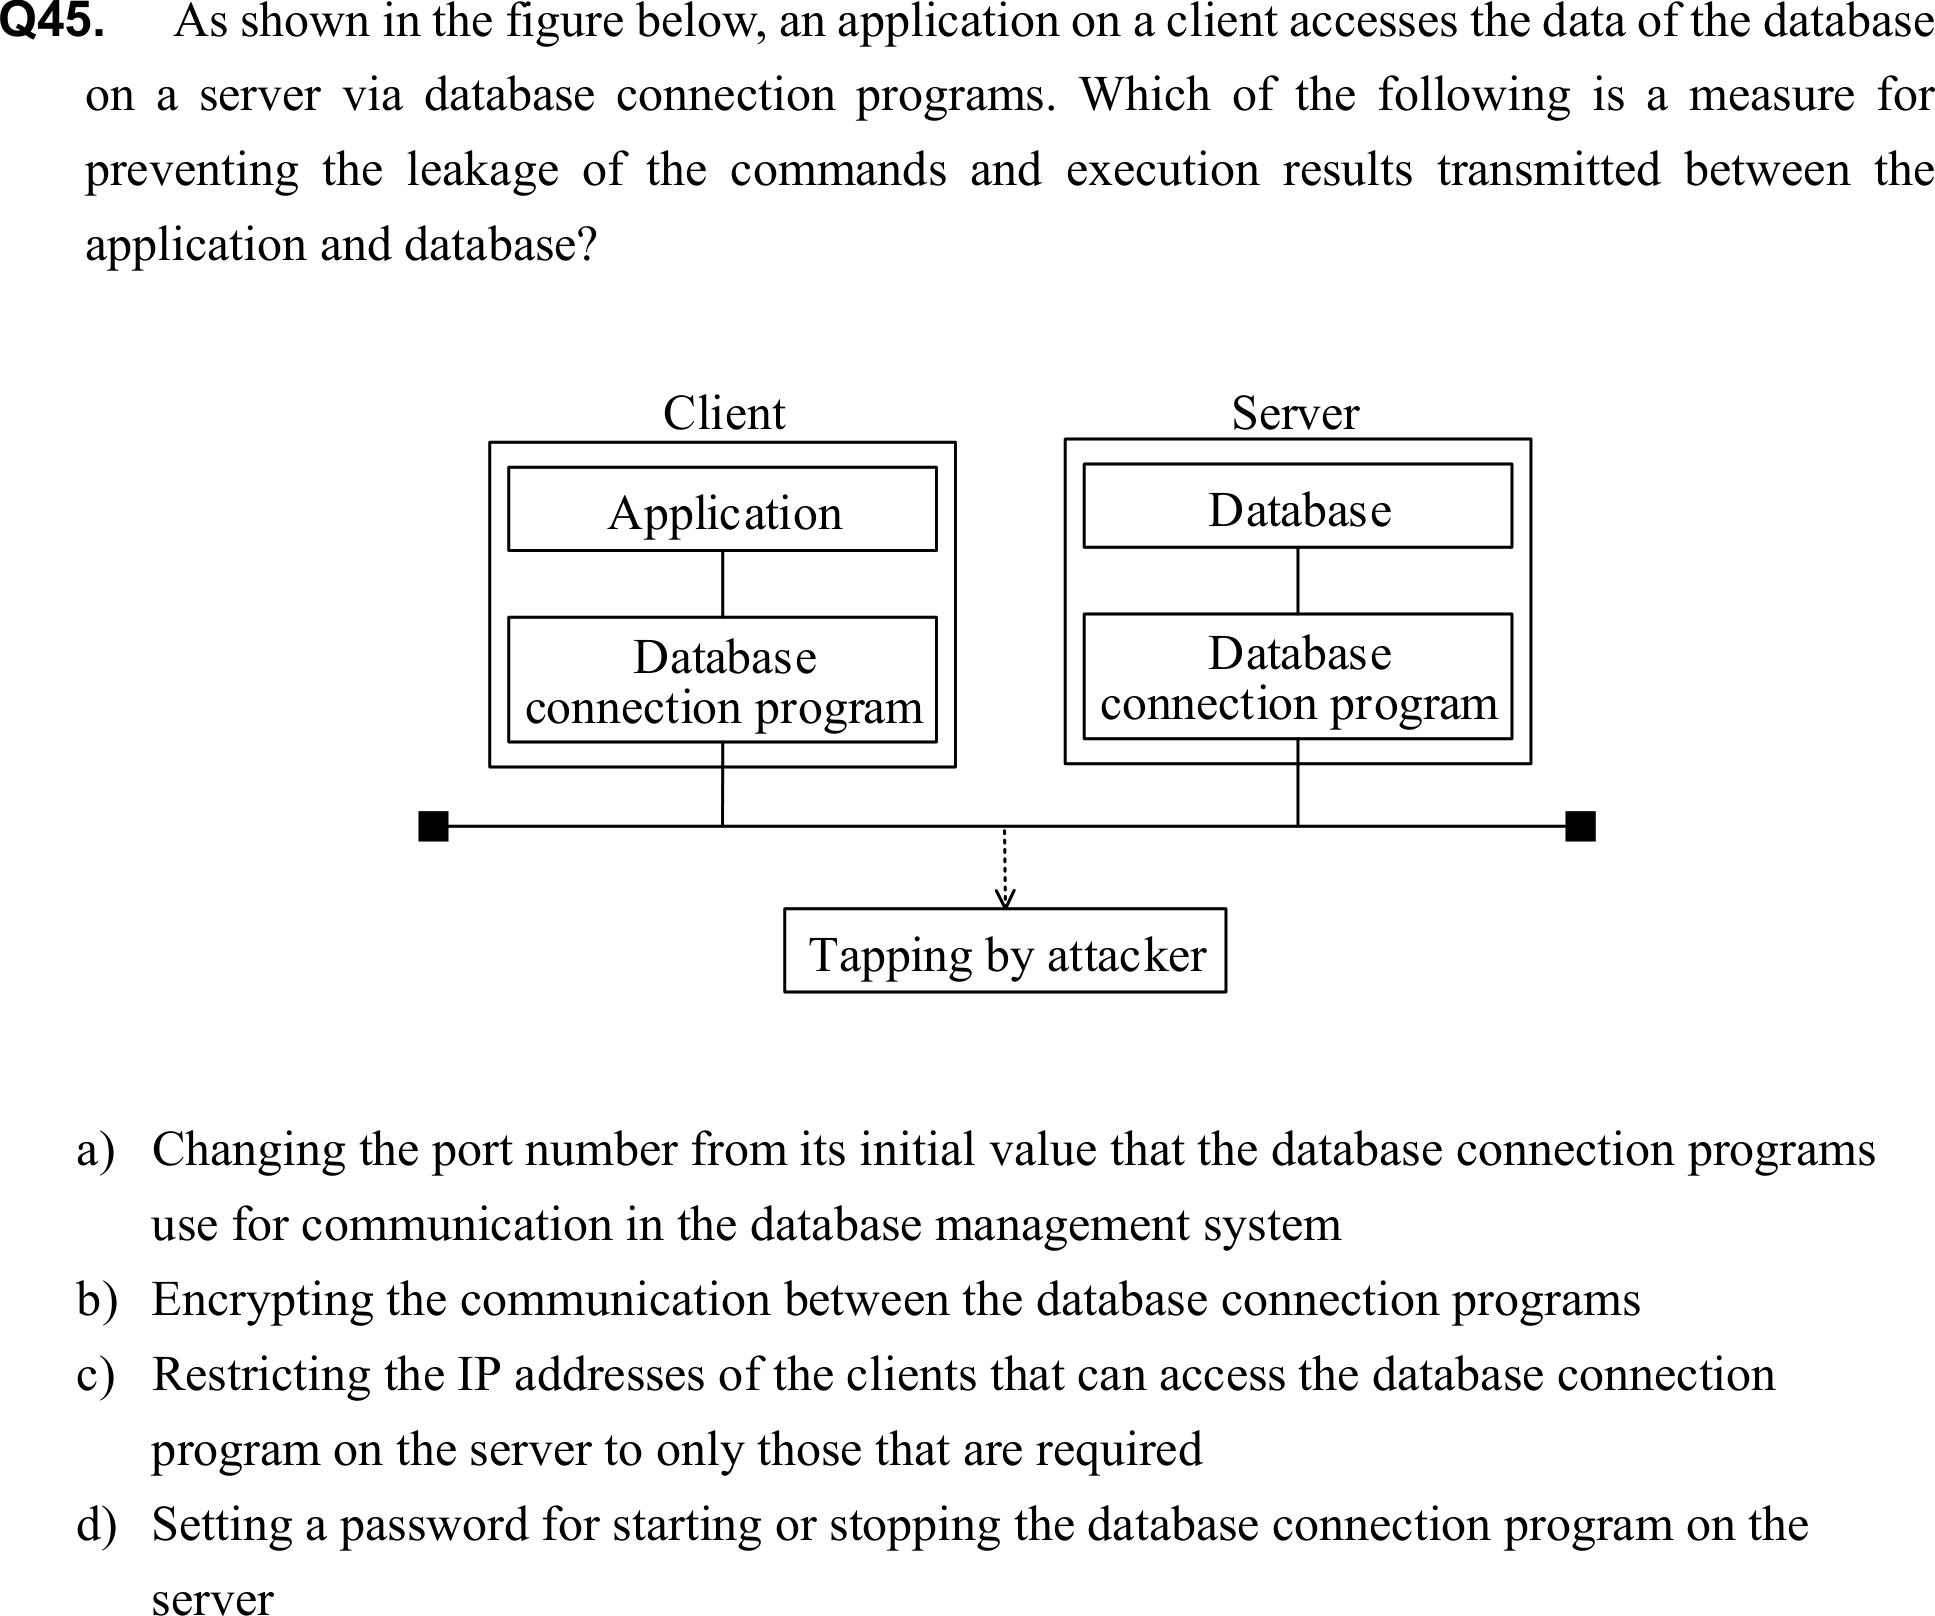 Q45. As shown in the figure below, an application on a client accesses the data of the database
on a server via database connection programs. Which of the following is a measure for
preventing the leakage of the commands and execution results transmitted between the
application and database?
Client
Server
Application
Database
Database
connection program
Database
connection program
Tapping by attacker
a) Changing the port number from its initial value that the database connection programs
use for communication in the database management system
b) Encrypting the communication between the database connection programs
c) Restricting the IP addresses of the clients that can access the database connection
program on the server to only those that are required
d) Setting a password for starting or stopping the database connection program on the
server